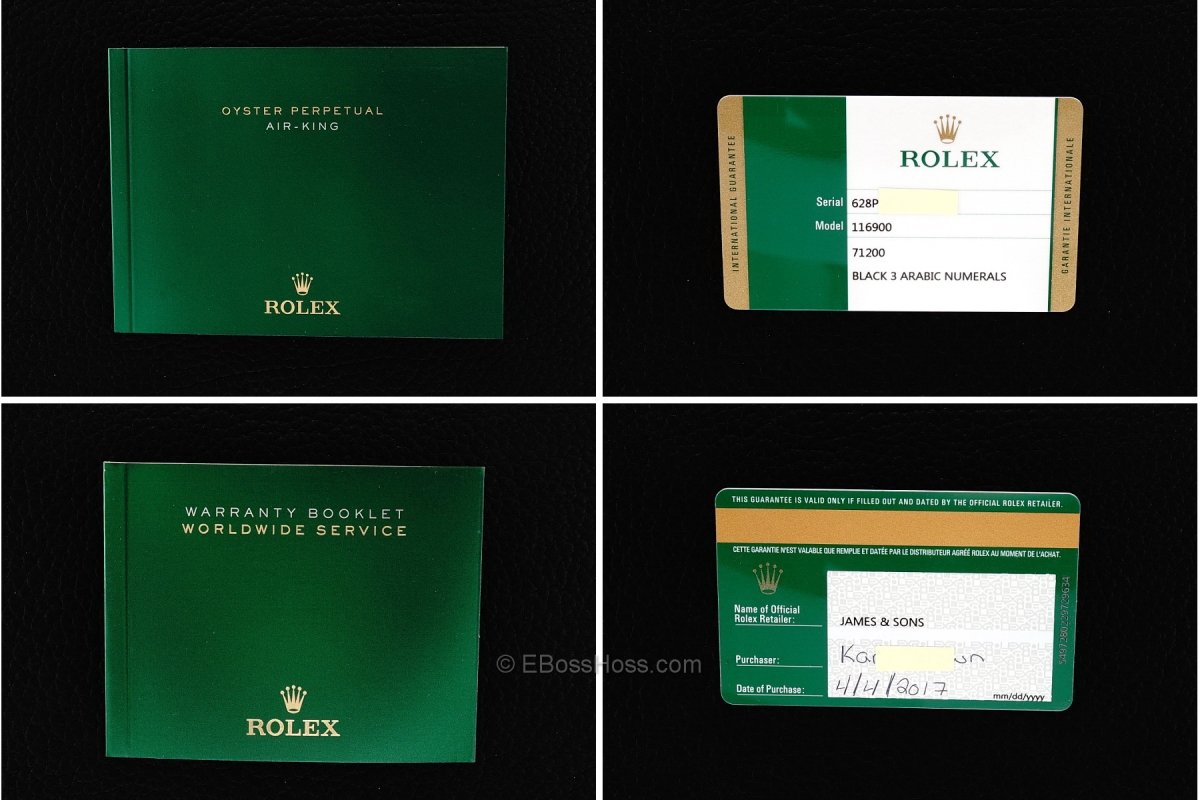 OYSTER PERPETUAL
AIR-KING
ROLEX
INTERNATIONAL GUARANTEE
ROLEX
Serial 628P
Model 116900
71200
BLACK 3 ARABIC NUMERALS
GARANTIE INTERNATIONALE
WARRANTY BOOKLET
WORLDWIDE SERVICE
ROLEX
© EBossHoss.com
THIS GUARANTEE IS VALID ONLY IF FILLED OUT AND DATED BY THE OFFICIAL ROLEX RETAILER.
CETTE GARANTIE N'EST VALABLE QUE REMPLIE ET DATÉE PAR LE DISTRIBUTEUR AGRÉÉ ROLEX AU MOMENT DE L'ACHAT.
Name of Official
Rolex Retailer: JAMES & SONS
Purchaser: Kar un
Date of Purchase: 4/4/2017
mm/dd/yyyy